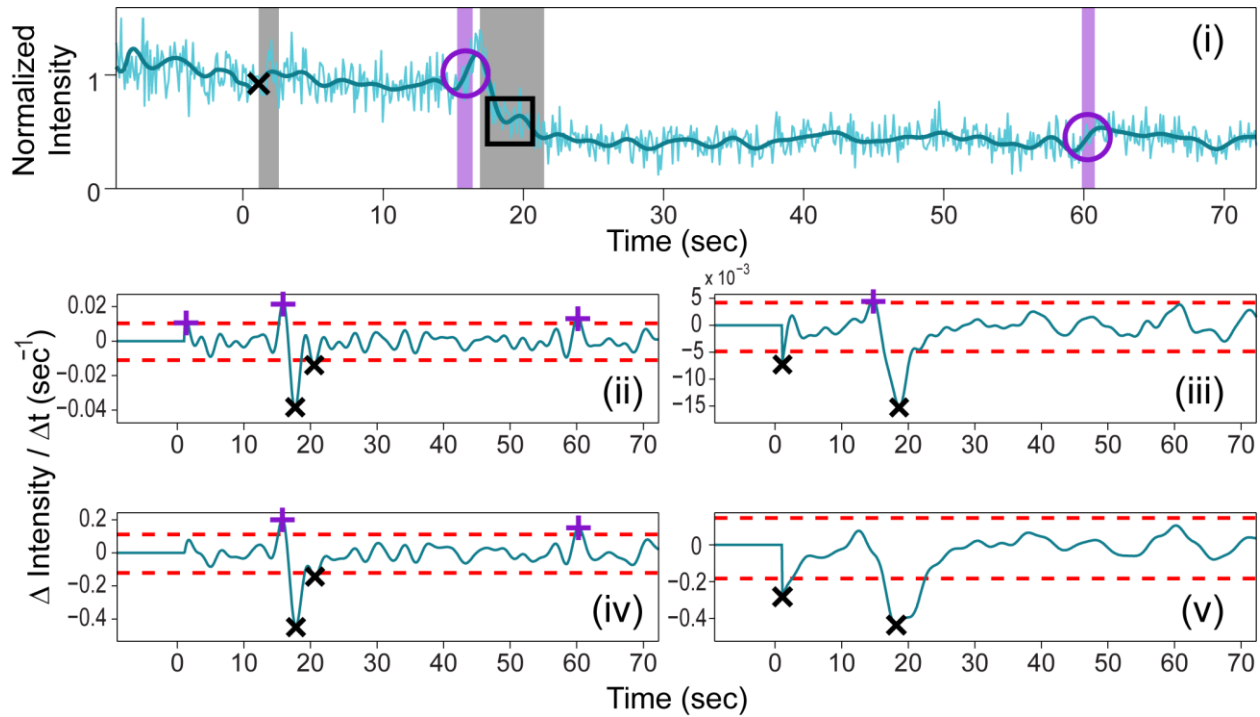 (i)
Normalized
Intensity
1
0
0 10 20 30 40 50 60 70
Time (sec)
Δ Intensity / Δt (sec⁻¹)
0.02
0
−0.02
−0.04
(ii)
0 10 20 30 40 50 60 70
x 10⁻³
5
0
−5
−10
−15
(iii)
0 10 20 30 40 50 60 70
0.2
0
−0.2
−0.4
(iv)
0 10 20 30 40 50 60 70
0
−0.2
−0.4
(v)
0 10 20 30 40 50 60 70
Time (sec)